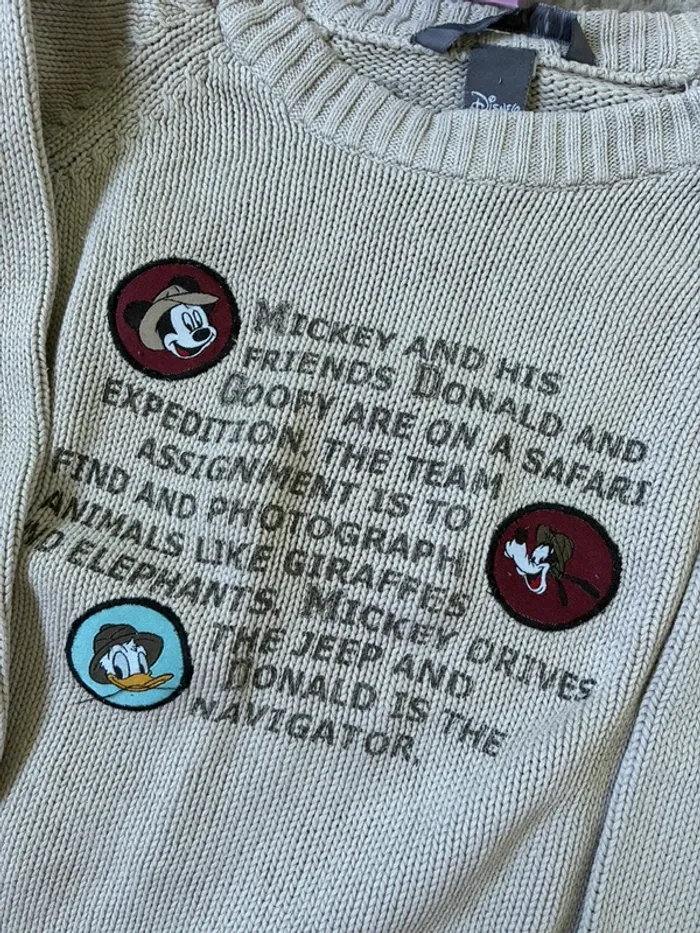 Disney
MICKEY AND HIS
FRIENDS DONALD AND
GOOFY ARE ON A SAFARI
EXPEDITION. THE TEAM
ASSIGNMENT IS TO
FIND AND PHOTOGRAPH
ANIMALS LIKE GIRAFFES
ELEPHANTS. MICKEY DRIVES
THE JEEP AND
DONALD IS THE
NAVIGATOR.